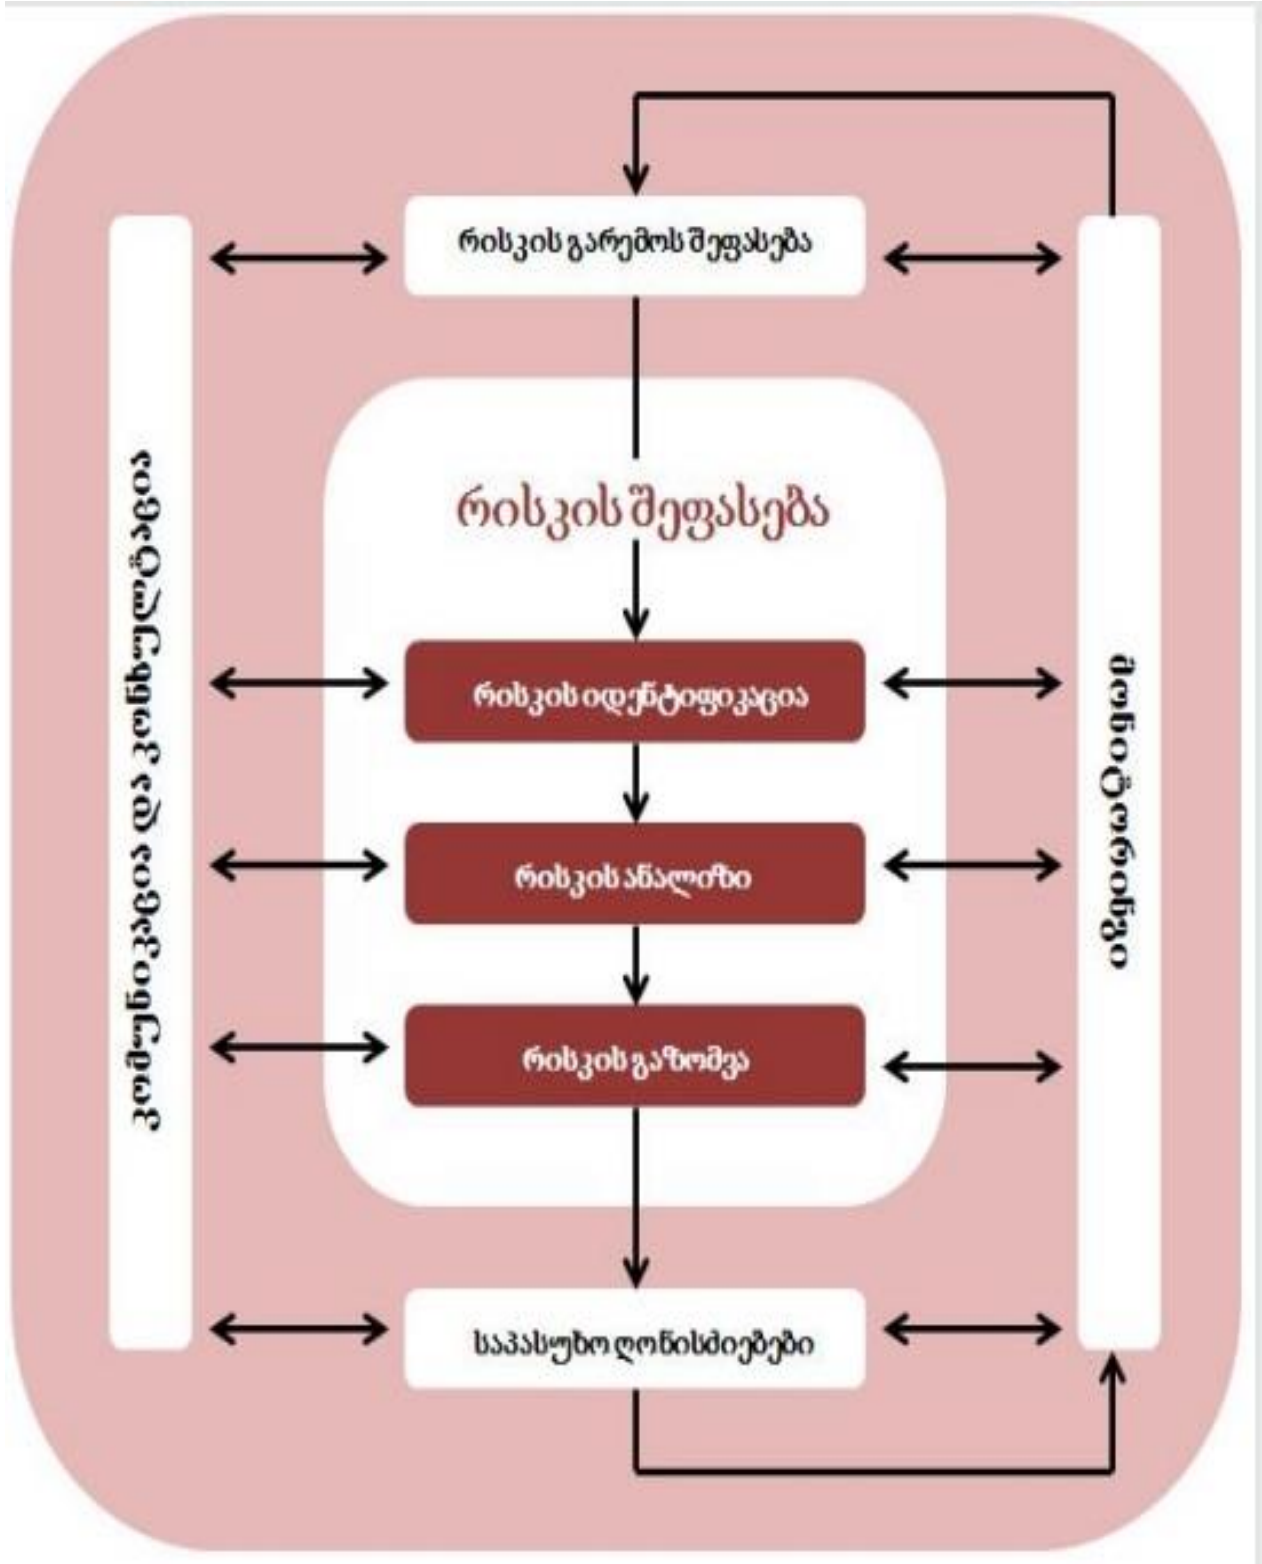 რისკის გარემოს შეფასება
კომუნიკაცია და კონსულტაცია
რისკის შეფასება
რისკის იდენტიფიკაცია
რისკის ანალიზი
რისკის გაზომვა
მონიტორინგი
საპასუხო ღონისძიებები